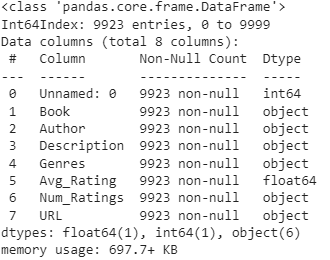 <class 'pandas.core.frame.DataFrame'>
Int64Index: 9923 entries, 0 to 9999
Data columns (total 8 columns):
 #   Column       Non-Null Count  Dtype
---  ------       --------------  -----
 0   Unnamed: 0   9923 non-null   int64
 1   Book         9923 non-null   object
 2   Author       9923 non-null   object
 3   Description  9923 non-null   object
 4   Genres       9923 non-null   object
 5   Avg_Rating   9923 non-null   float64
 6   Num_Ratings  9923 non-null   object
 7   URL          9923 non-null   object
dtypes: float64(1), int64(1), object(6)
memory usage: 697.7+ KB